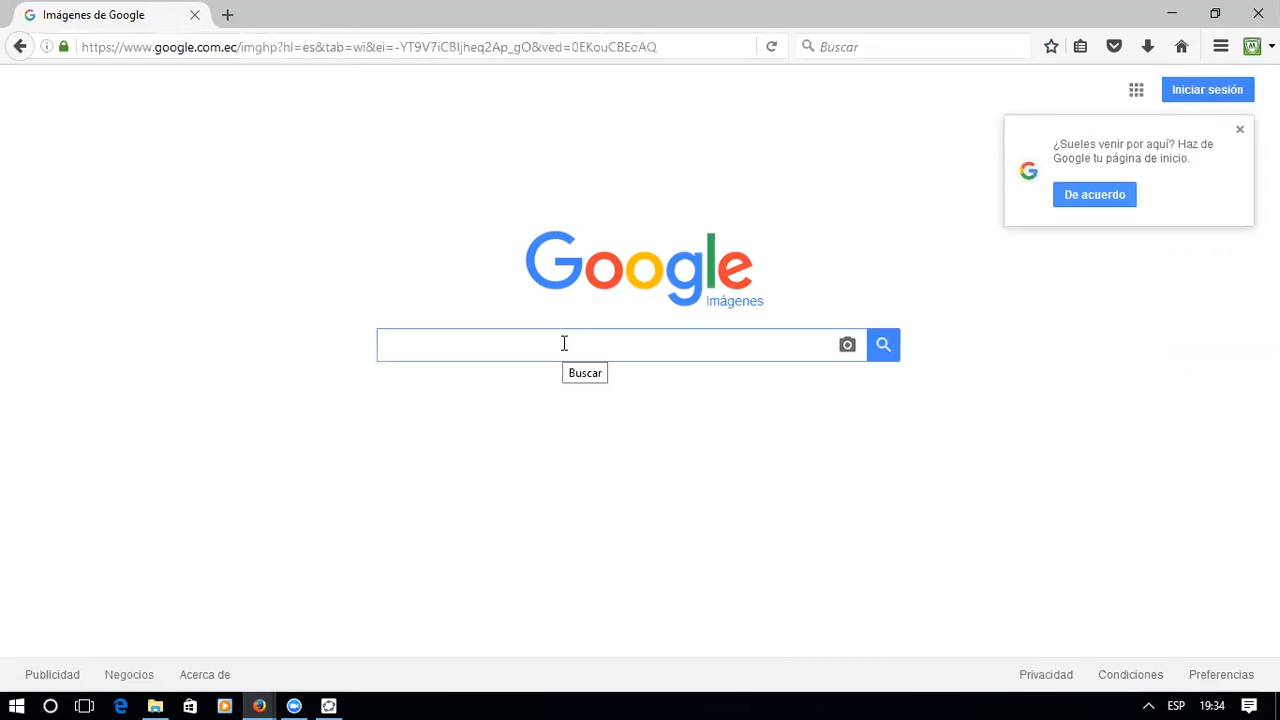 Imágenes de Google
https://www.google.com.ec/imghp?hl=es&tab=wi&ei=-YT9V7iCBIjheq2Ap_gO&ved=0EKouCBEoAQ
Buscar
Iniciar sesión
¿Sueles venir por aquí? Haz de
Google tu página de inicio.
De acuerdo
Google
Imágenes
Buscar
Publicidad Negocios Acerca de
Privacidad Condiciones Preferencias
ESP 19:34